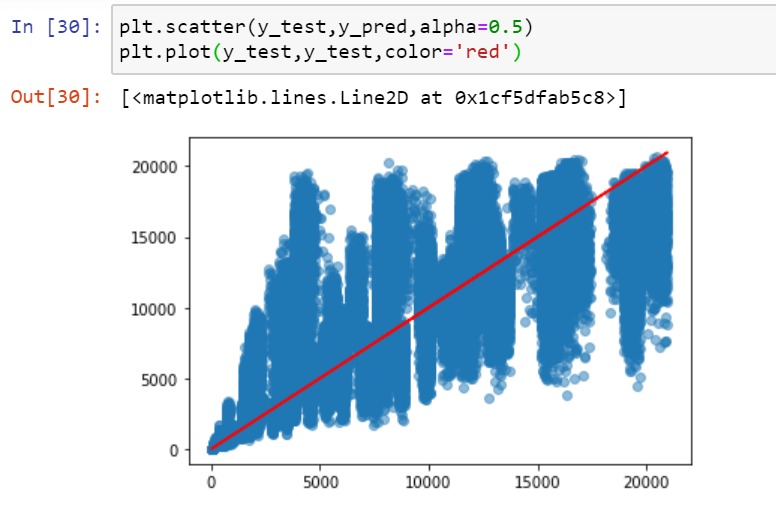 In [30]: plt.scatter(y_test,y_pred,alpha=0.5)
plt.plot(y_test,y_test,color='red')
Out[30]: [<matplotlib.lines.Line2D at 0x1cf5dfab5c8>]
20000
15000
10000
5000
0
0 5000 10000 15000 20000